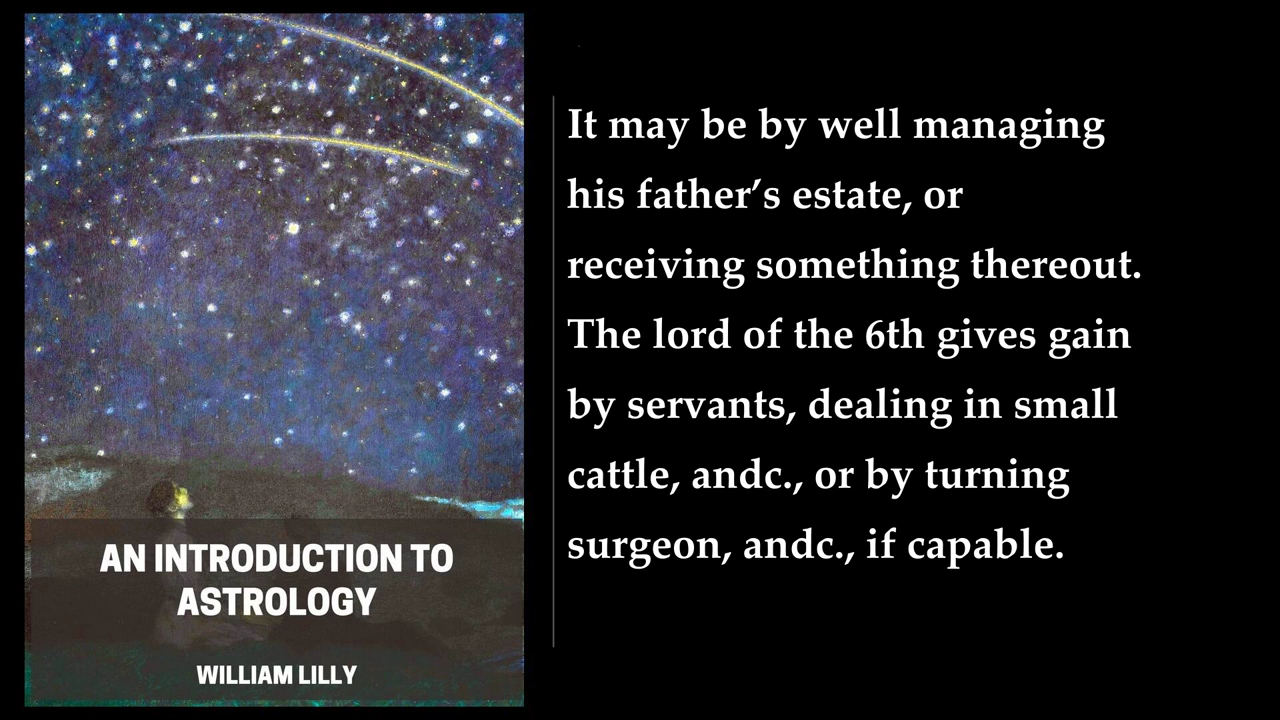 AN INTRODUCTION TO
ASTROLOGY
WILLIAM LILLY
It may be by well managing
his father’s estate, or
receiving something thereout.
The lord of the 6th gives gain
by servants, dealing in small
cattle, andc., or by turning
surgeon, andc., if capable.